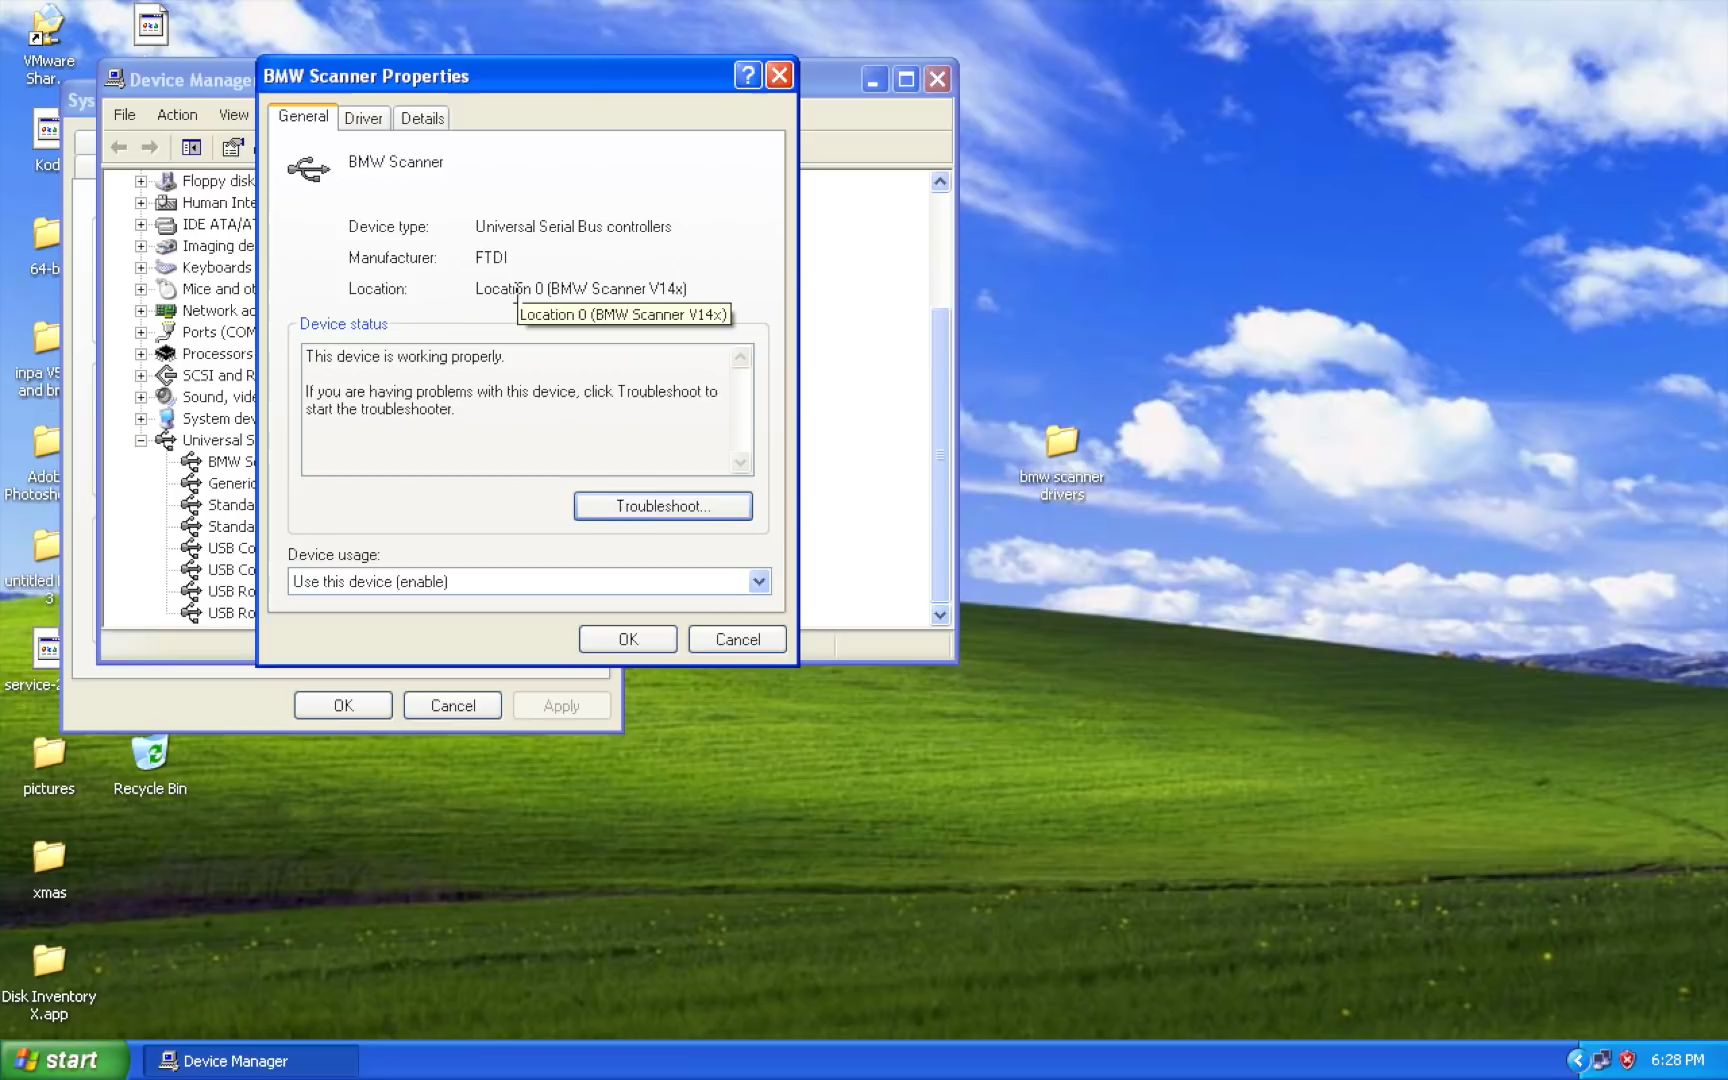 VMware
Shar...
Kod
64-b
inpa V5
and br
Adob
Photosh
untitled
3
service-2
pictures
Recycle Bin
xmas
Disk Inventory
X.app
bmw scanner
drivers
Sys
OK
Cancel
Apply
Device Manage
File
Action
View
Floppy disk
Human Inte
IDE ATA/AT
Imaging de
Keyboards
Mice and ot
Network ad
Ports (COM
Processors
SCSI and R
Sound, vide
System dev
Universal S
BMW Sc
Generic
Standa
Standa
USB Co
USB Co
USB Ro
USB Ro
BMW Scanner Properties
General
Driver
Details
BMW Scanner
Device type: Universal Serial Bus controllers
Manufacturer: FTDI
Location: Location 0 (BMW Scanner V14x)
Location 0 (BMW Scanner V14x)
Device status
This device is working properly.
If you are having problems with this device, click Troubleshoot to
start the troubleshooter.
Troubleshoot...
Device usage:
Use this device (enable)
OK
Cancel
start
Device Manager
6:28 PM